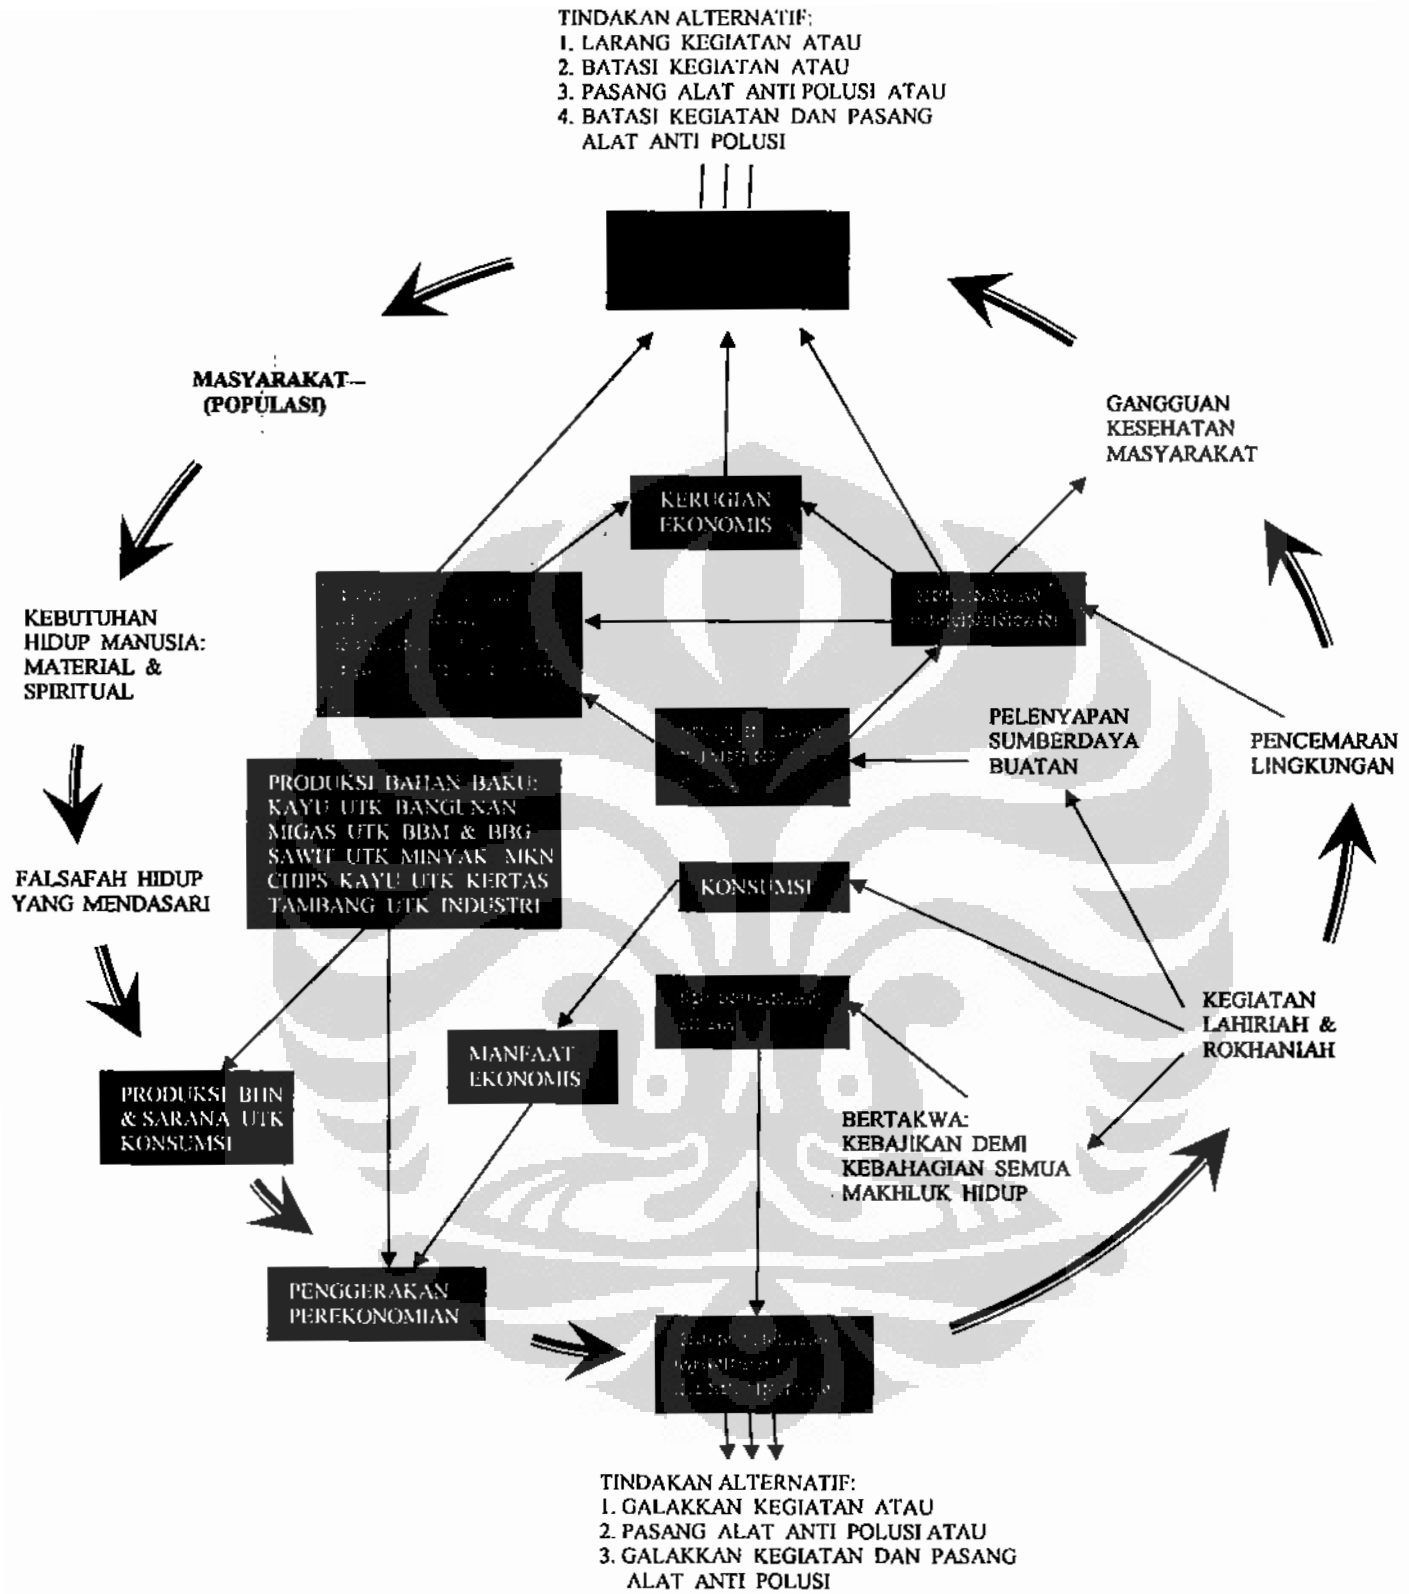 TINDAKAN ALTERNATIF:
1. LARANG KEGIATAN ATAU
2. BATASI KEGIATAN ATAU
3. PASANG ALAT ANTI POLUSI ATAU
4. BATASI KEGIATAN DAN PASANG
ALAT ANTI POLUSI
MASYARAKAT
(POPULASI)
GANGGUAN
KESEHATAN
MASYARAKAT
KERUGIAN
EKONOMIS
KEBUTUHAN
HIDUP MANUSIA:
MATERIAL &
SPIRITUAL
PELENYAPAN
SUMBERDAYA
BUATAN
PENCEMARAN
LINGKUNGAN
PRODUKSI BAHAN BAKU:
KAYU UTK BANGUNAN
MIGAS UTK BBM & BBG
SAWIT UTK MINYAK MKN
CHIPS KAYU UTK KERTAS
TAMBANG UTK INDUSTRI
FALSAFAH HIDUP
YANG MENDASARI
KONSUMSI
KEGIATAN
LAHIRIAH &
ROKHANIAH
MANFAAT
EKONOMIS
PRODUKSI BHN
& SARANA UTK
KONSUMSI
BERTAKWA:
KEBAJIKAN DEMI
KEBAHAGIAN SEMUA
MAKHLUK HIDUP
PENGGERAKAN
PEREKONOMIAN
TINDAKAN ALTERNATIF:
1. GALAKKAN KEGIATAN ATAU
2. PASANG ALAT ANTI POLUSI ATAU
3. GALAKKAN KEGIATAN DAN PASANG
ALAT ANTI POLUSI